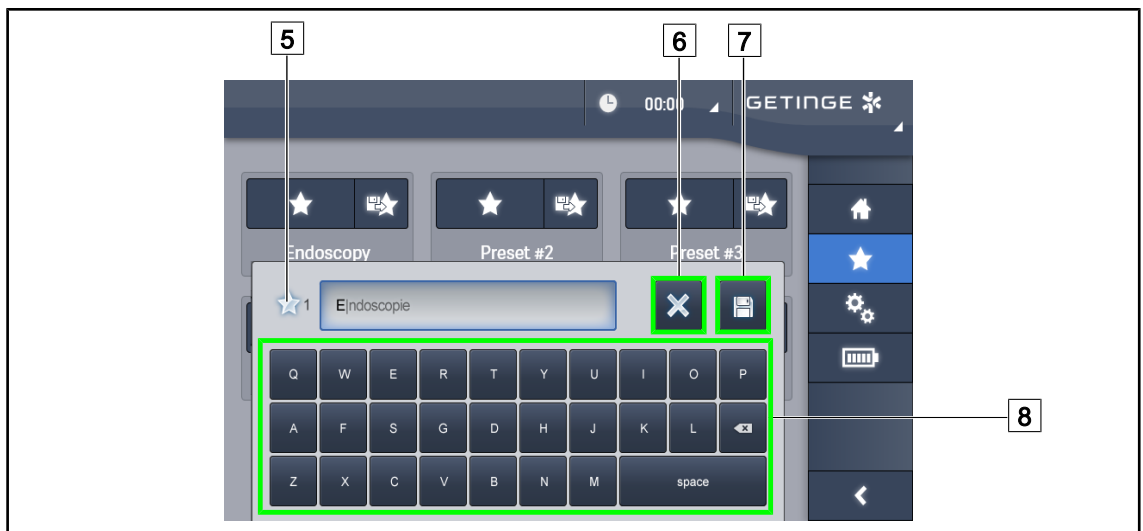 5 6 7
00:00 GETINGE
Endoscopy Preset #2 Preset #3
1 E|ndoscopie
Q W E R T Y U I O P
A F S G D H J K L
8
Z X C V B N M space